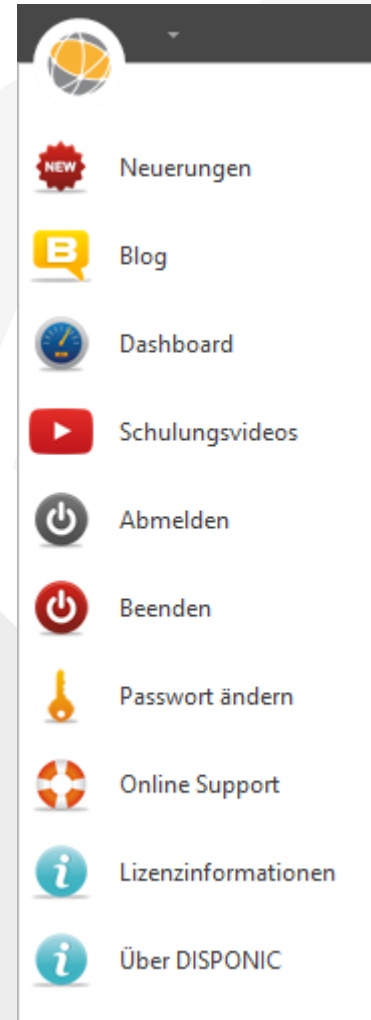 NEW
Neuerungen
B
Blog
Dashboard
Schulungsvideos
Abmelden
Beenden
Passwort ändern
Online Support
i
Lizenzinformationen
i
Über DISPONIC